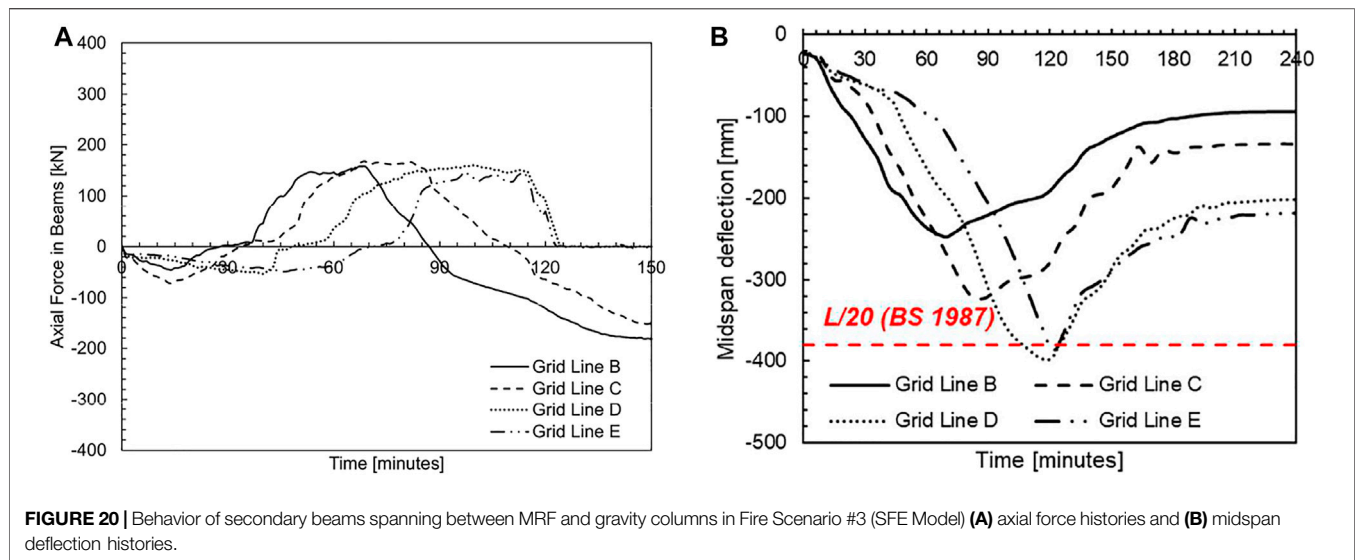 A
400
300
200
100
0
-100
-200
-300
-400
0
30
60
90
120
150
Axial Force in Beams [kN]
Time [minutes]
Grid Line B
Grid Line C
Grid Line D
Grid Line E
B
0
-100
-200
-300
-400
-500
0 30 60 90 120 150 180 210 240
Midspan deflection [mm]
L/20 (BS 1987)
Grid Line B Grid Line C
Grid Line D Grid Line E
Time [minutes]
FIGURE 20 | Behavior of secondary beams spanning between MRF and gravity columns in Fire Scenario #3 (SFE Model) (A) axial force histories and (B) midspan
deflection histories.